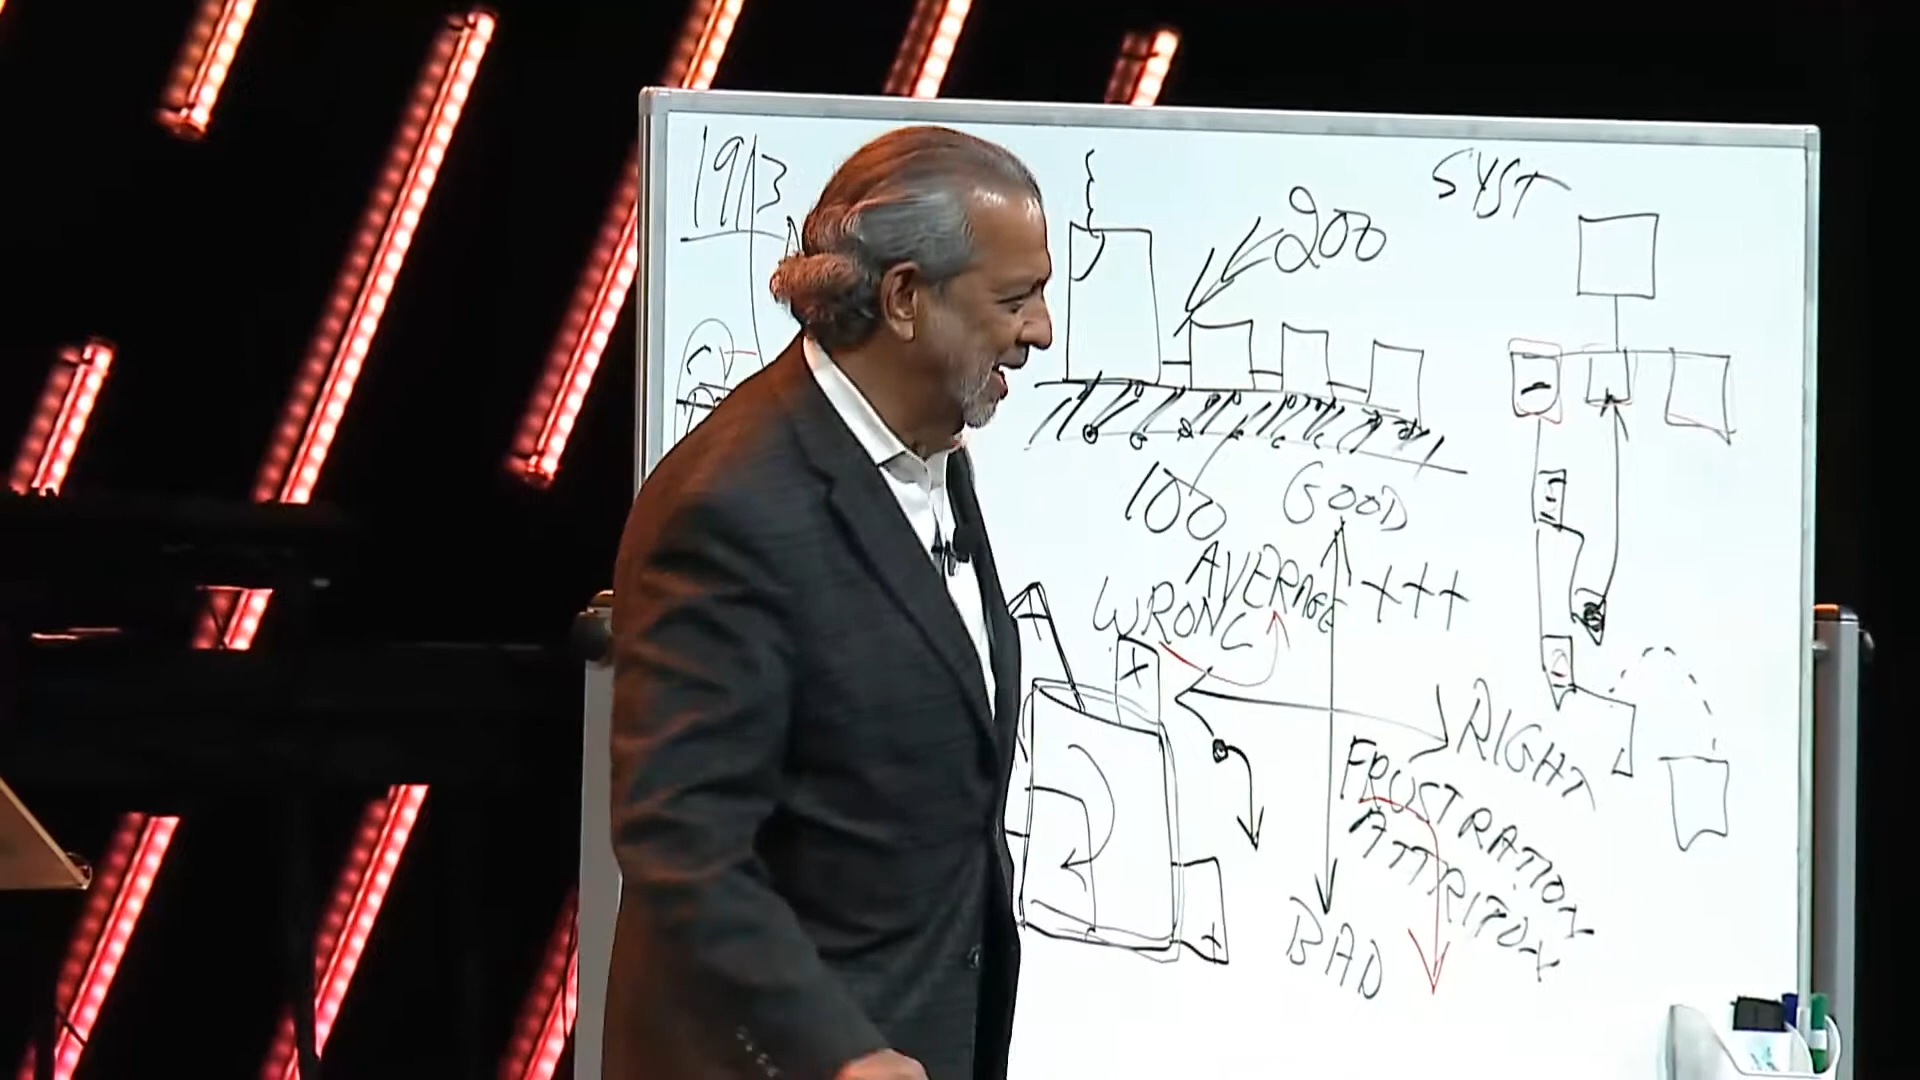 1913
SYST
200
100
GOOD
AVERAGE
+++
WRONG
RIGHT
FRUSTRATION
ATTRITION
BAD